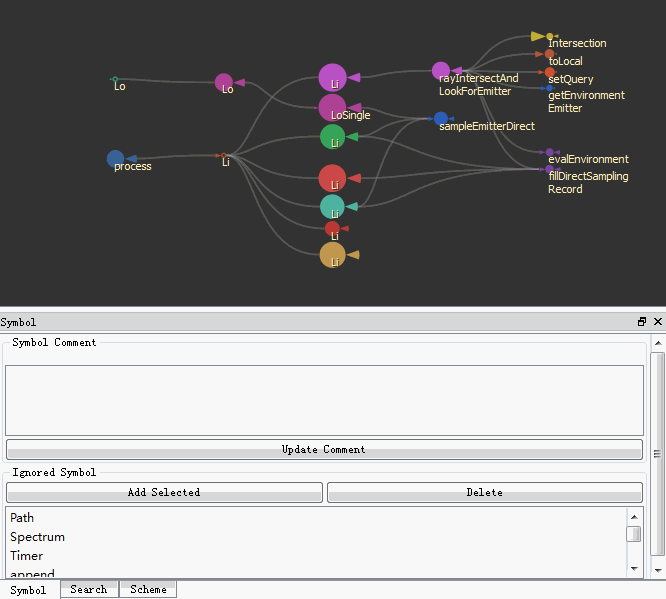 Intersection
toLocal
setQuery
getEnvironment
Emitter
rayIntersectAnd
LookForEmitter
Li
Lo
Lo
LoSingle
sampleEmitterDirect
Li
evalEnvironment
process
Li
fillDirectSampling
Record
Li
Li
Li
Li
Symbol
Symbol Comment
Update Comment
Ignored Symbol
Add Selected
Delete
Path
Spectrum
Timer
append
Symbol
Search
Scheme